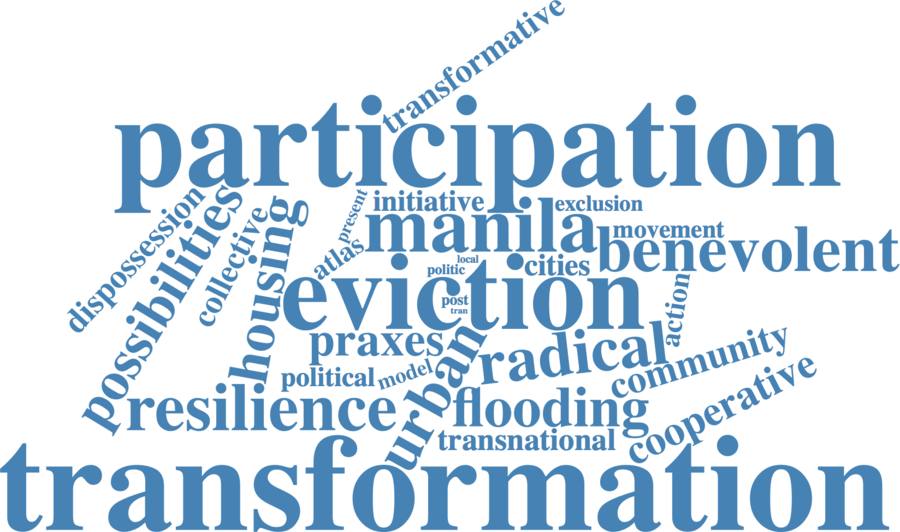 transformative
participation
dispossession
possibilities
collective
housing
present
atlas
initiative
exclusion
manila
movement
benevolent
local
politic
cities
eviction
post
tran
action
praxes
radical
political
model
urban
community
resilience
flooding
cooperative
transnational
transformation